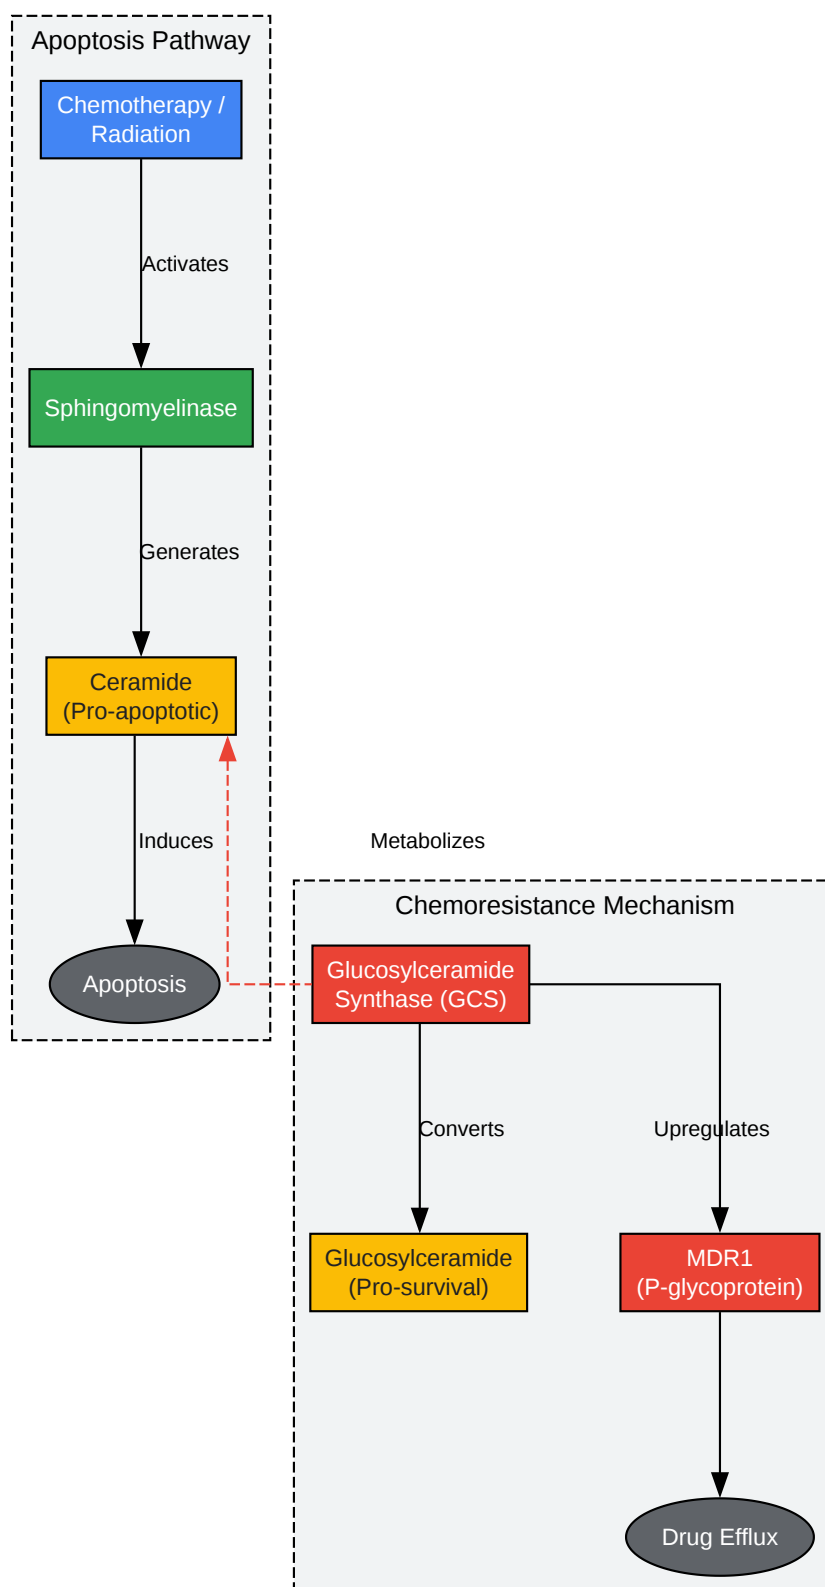 Apoptosis Pathway
Chemotherapy /
Radiation
Activates
Sphingomyelinase
Generates
Ceramide
(Pro-apoptotic)
Induces
Metabolizes
Apoptosis
Chemoresistance Mechanism
Glucosylceramide
Synthase (GCS)
Converts
Upregulates
Glucosylceramide
(Pro-survival)
MDR1
(P-glycoprotein)
Drug Efflux